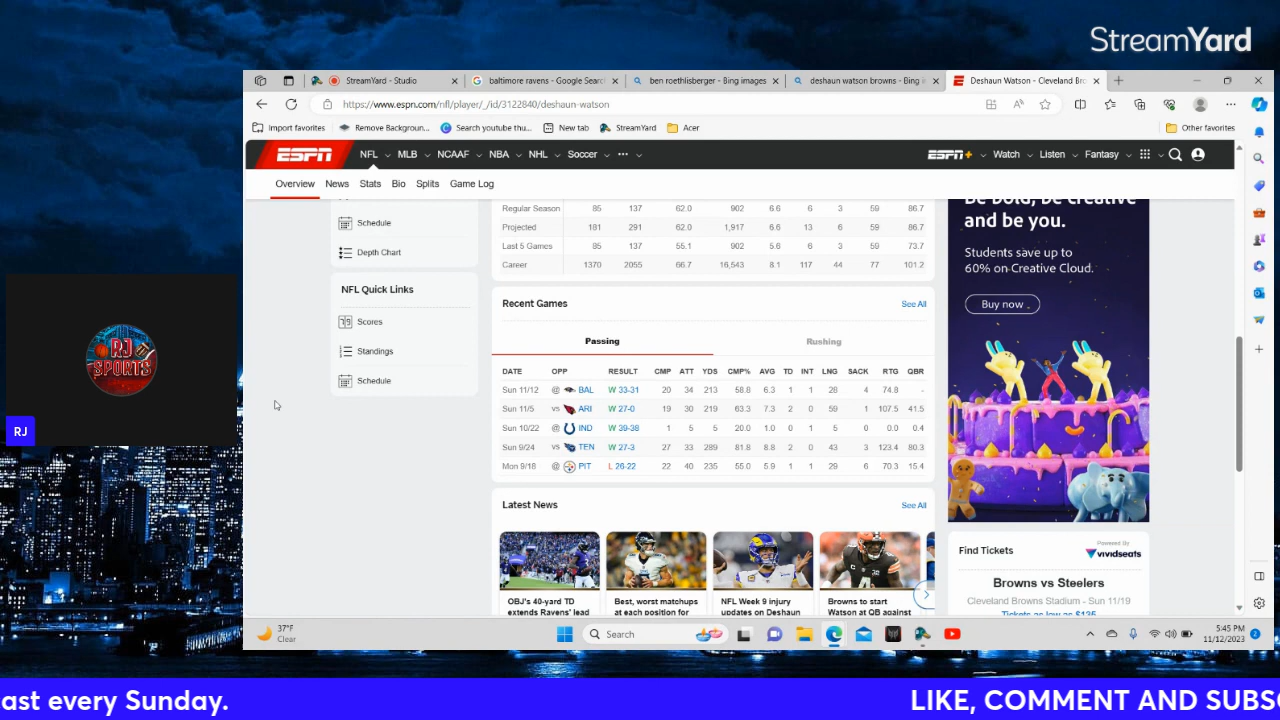 StreamYard
StreamYard - Studio
baltimore ravens - Google Searc
ben roethlisberger - Bing images
deshaun watson browns - Bing
Deshaun Watson - Cleveland Bro
https://www.espn.com/nfl/player/_/id/3122840/deshaun-watson
Import favorites
Remove Backgroun...
Search youtube thu...
New tab
StreamYard
Acer
Other favorites
ESPN
NFL
MLB
NCAAF
NBA
NHL
Soccer
ESPN+
Watch
Listen
Fantasy
Overview
News
Stats
Bio
Splits
Game Log
Schedule
Depth Chart
NFL Quick Links
Scores
Standings
Schedule
Regular Season 85 137 62.0 902 6.6 6 3 59 86.7
Projected 181 291 62.0 1,917 6.6 13 6 59 86.7
Last 5 Games 85 137 55.1 902 5.6 6 3 59 73.7
Career 1370 2055 66.7 16,543 8.1 117 44 77 101.2
Recent Games
See All
Passing
Rushing
DATE OPP RESULT CMP ATT YDS CMP% AVG TD INT LNG SACK RTG QBR
Sun 11/12 @ BAL W 33-31 20 34 213 58.8 6.3 1 1 28 4 74.8 -
Sun 11/5 vs ARI W 27-0 19 30 219 63.3 7.3 2 0 59 1 107.5 41.5
Sun 10/22 @ IND W 39-38 1 5 5 20.0 1.0 0 1 5 0 0.0 0.4
Sun 9/24 vs TEN W 27-3 27 33 289 81.8 8.8 2 0 43 3 123.4 80.3
Mon 9/18 @ PIT L 26-22 22 40 235 55.0 5.9 1 1 29 6 70.3 15.4
Latest News
See All
OBJ's 40-yard TD
extends Ravens' lead
Best, worst matchups
at each position for
NFL Week 9 injury
updates on Deshaun
Browns to start
Watson at QB against
Be bold, be creative
and be you.
Students save up to
60% on Creative Cloud.
Buy now
Find Tickets
Powered By
vividseats
Browns vs Steelers
Cleveland Browns Stadium - Sun 11/19
Tickets as low as $135
RJ
SPORTS
RJ
37°F
Clear
Search
5:45 PM
11/12/2023
2
ast every Sunday.
LIKE, COMMENT AND SUBS